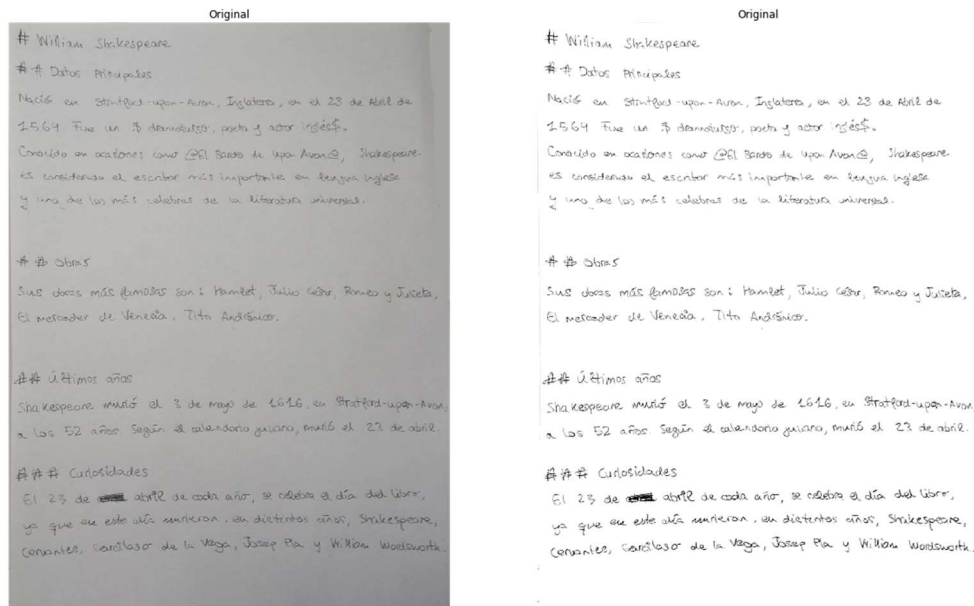 Original
# William Shakespeare
## Datos Principales
Nació en Stratford-upon-Avon, Inglaterra, en el 23 de Abril de
1564 Fue un $ dramaturgo, poeta y actor inglés$.
Conocido en ocasiones como @El Bardo de upon Avon@, Shakespeare
es considerado el escritor más importante en lengua inglesa
y uno de los más celebres de la literatura universal.
## Obras
Sus obras más famosas son: Hamlet, Julio César, Romeo y Julieta,
El mercader de Venecia, Tito Andrónico.
## Últimos años
Shakespeare murió el 3 de mayo de 1616, en Stratford-upon-Avon,
a los 52 años. Según el calendario juliano, murió el 23 de abril.
### Curiosidades
El 23 de abril de cada año, se celebra el día del libro,
ya que en este día murieron, en distintos años, Shakespeare,
Cervantes, Garcilaso de la Vega, Josep Pla y William Wordsworth.
Original
# William Shakespeare
## Datos Principales
Nació en Stratford-upon-Avon, Inglaterra, en el 23 de Abril de
1564 Fue un $ dramaturgo, poeta y actor inglés$.
Conocido en ocasiones como @El Bardo de upon Avon@, Shakespeare
es considerado el escritor más importante en lengua inglesa
y uno de los más celebres de la literatura universal.
## Obras
Sus obras más famosas son: Hamlet, Julio César, Romeo y Julieta,
El mercader de Venecia, Tito Andrónico.
## Últimos años
Shakespeare murió el 3 de mayo de 1616, en Stratford-upon-Avon,
a los 52 años. Según el calendario juliano, murió el 23 de abril.
### Curiosidades
El 23 de abril de cada año, se celebra el día del libro,
ya que en este día murieron, en distintos años, Shakespeare,
Cervantes, Garcilaso de la Vega, Josep Pla y William Wordsworth.